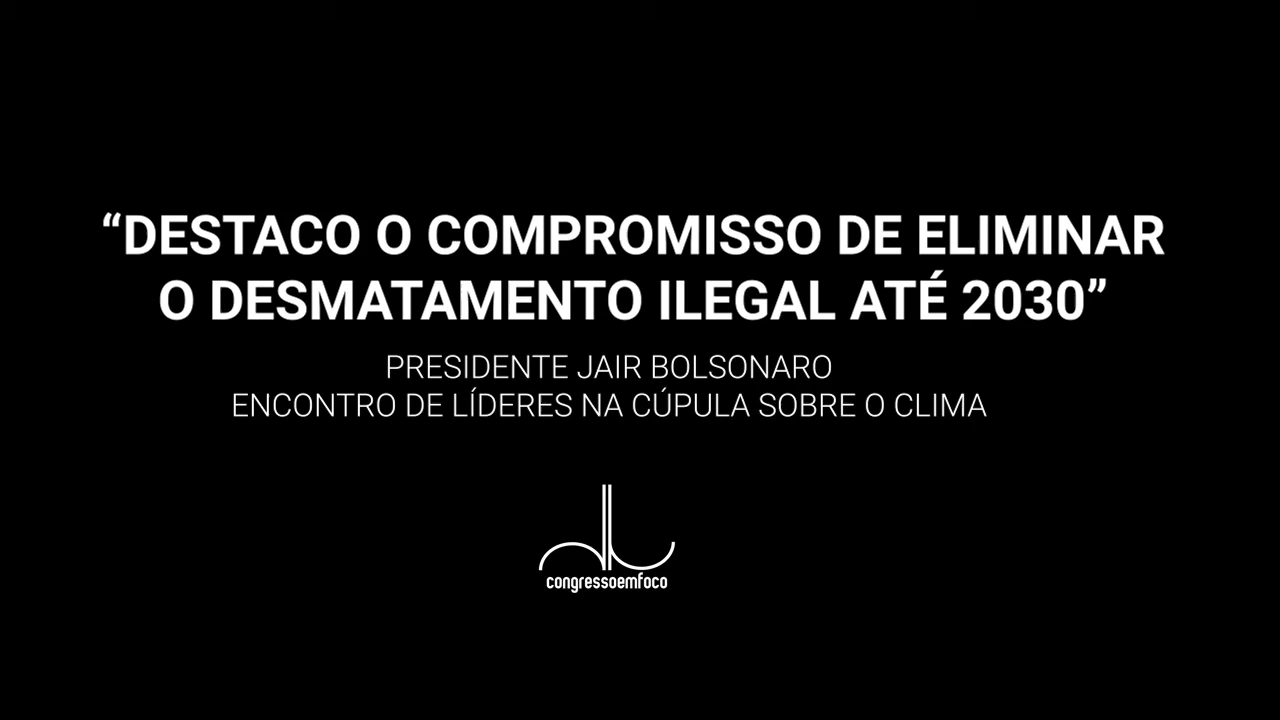 “DESTACO O COMPROMISSO DE ELIMINAR
O DESMATAMENTO ILEGAL ATÉ 2030”
PRESIDENTE JAIR BOLSONARO
ENCONTRO DE LÍDERES NA CÚPULA SOBRE O CLIMA
congressoemfoco